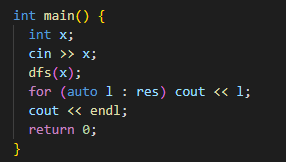 int main() {
  int x;
  cin >> x;
  dfs(x);
  for (auto l : res) cout << l;
  cout << endl;
  return 0;
}